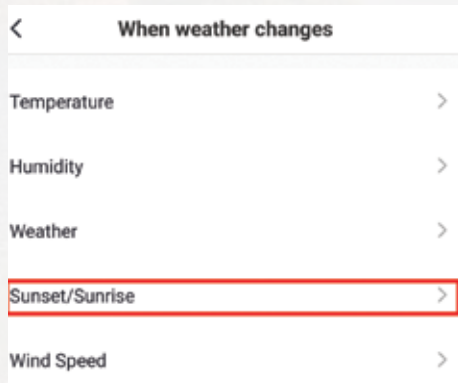 When weather changes
Temperature
Humidity
Weather
Sunset/Sunrise
Wind Speed